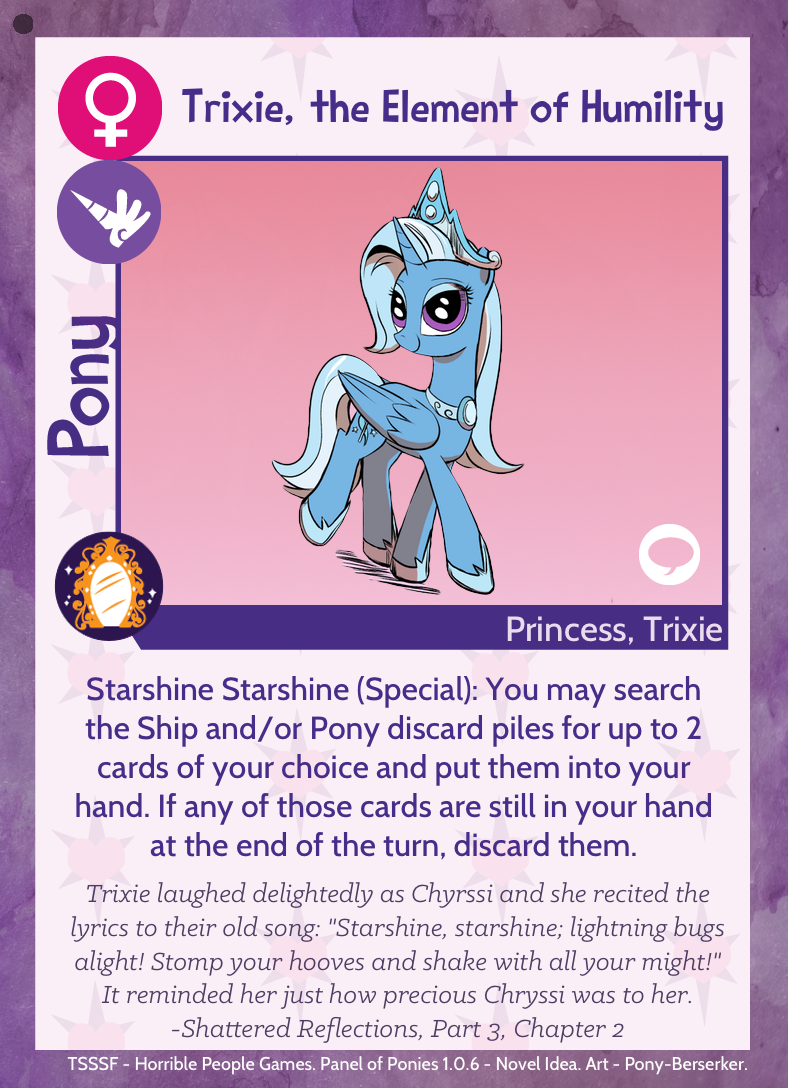 Trixie, the Element of Humility
Pony
Princess, Trixie
Starshine Starshine (Special): You may search
the Ship and/or Pony discard piles for up to 2
cards of your choice and put them into your
hand. If any of those cards are still in your hand
at the end of the turn, discard them.
Trixie laughed delightedly as Chyrssi and she recited the
lyrics to their old song: "Starshine, starshine; lightning bugs
alight! Stomp your hooves and shake with all your might!"
It reminded her just how precious Chryssi was to her.
-Shattered Reflections, Part 3, Chapter 2
TSSSF - Horrible People Games. Panel of Ponies 1.0.6 - Novel Idea. Art - Pony-Berserker.